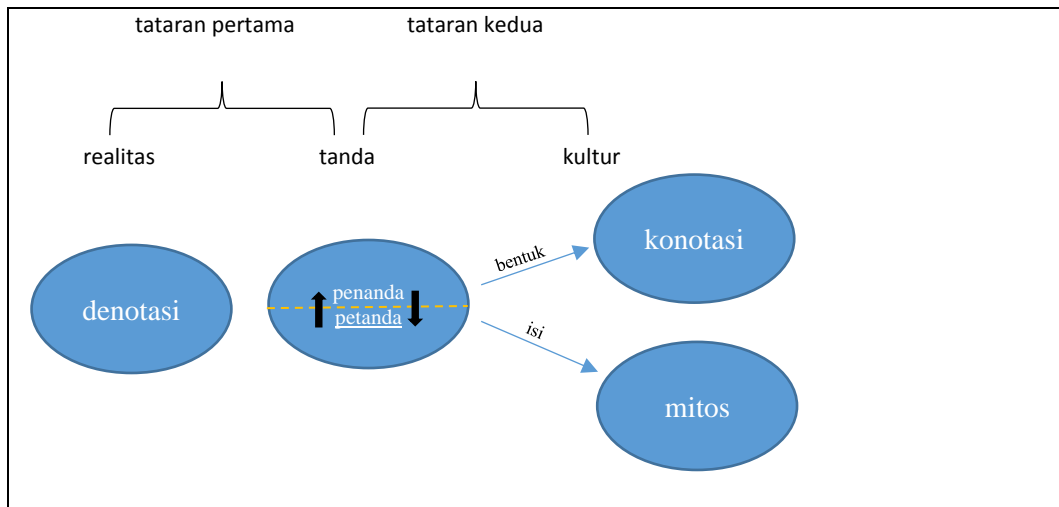 tataran pertama
tataran kedua
realitas
tanda
kultur
denotasi
penanda
petanda
bentuk
isi
konotasi
mitos